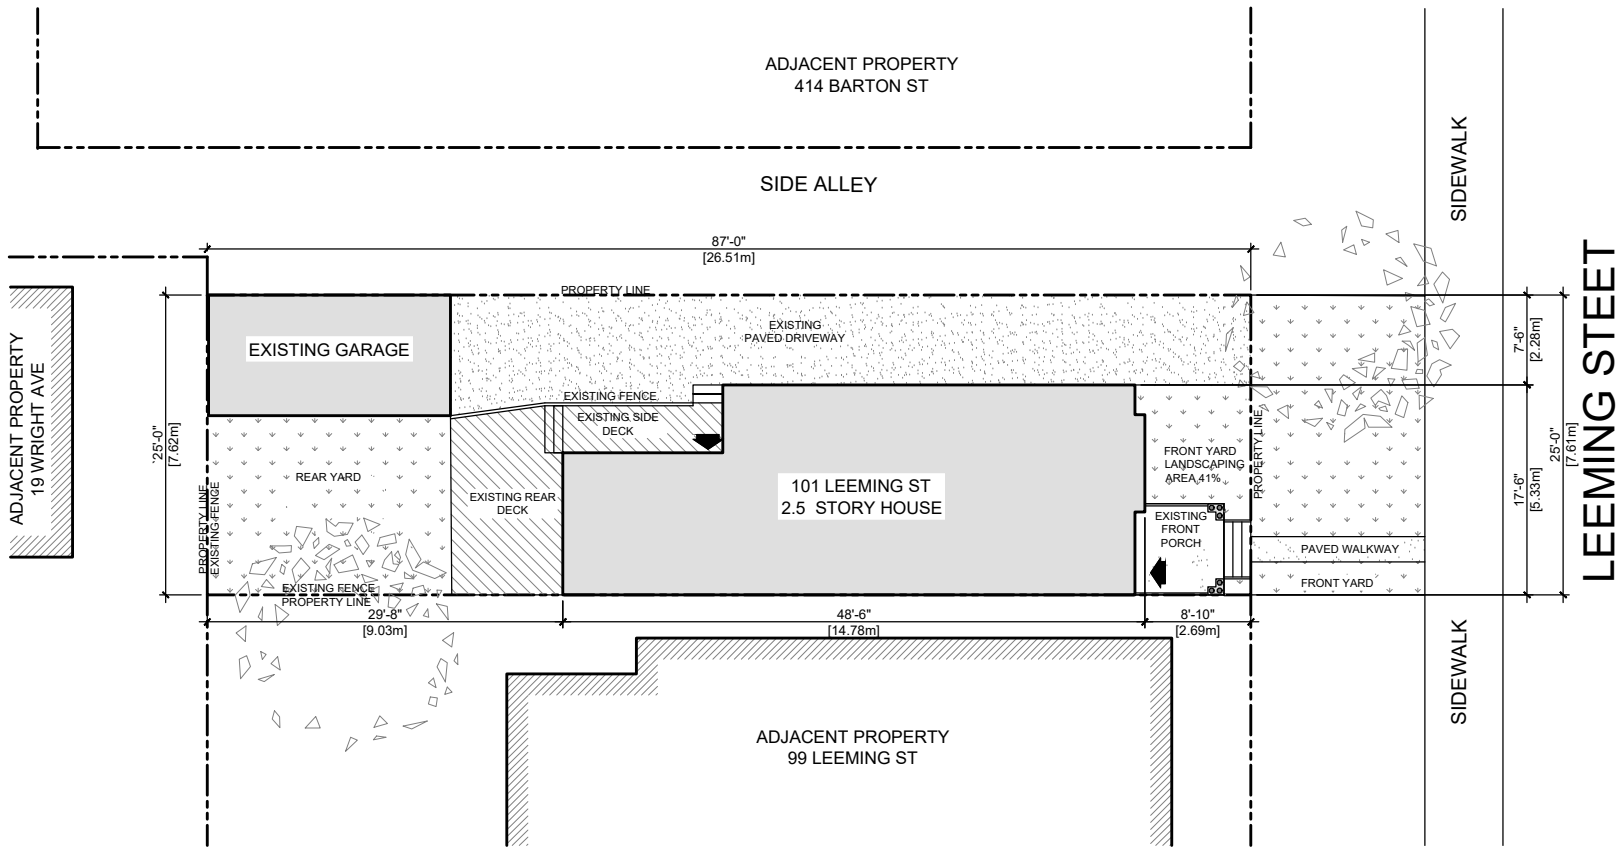 ADJACENT PROPERTY
414 BARTON ST
SIDEWALK
SIDE ALLEY
87'-0"
[26.51m]
PROPERTY LINE
EXISTING
PAVED DRIVEWAY
EXISTING GARAGE
ADJACENT PROPERTY
19 WRIGHT AVE
'25'-0"
[7.62m]
EXISTING FENCE
EXISTING SIDE
DECK
REAR YARD
EXISTING REAR
DECK
PROPERTY LINE
EXISTING FENCE
101 LEEMING ST
2.5 STORY HOUSE
FRONT YARD
LANDSCAPING
AREA 41%
PROPERTY LINE
EXISTING
FRONT
PORCH
PAVED WALKWAY
FRONT YARD
7'-6"
[2.28m]
17'-6"
[5.33m]
25'-0"
[7.61m]
LEEMING STEET
EXISTING FENCE
PROPERTY LINE
29'-8"
[9.03m]
48'-6"
[14.78m]
8'-10"
[2.69m]
SIDEWALK
ADJACENT PROPERTY
99 LEEMING ST